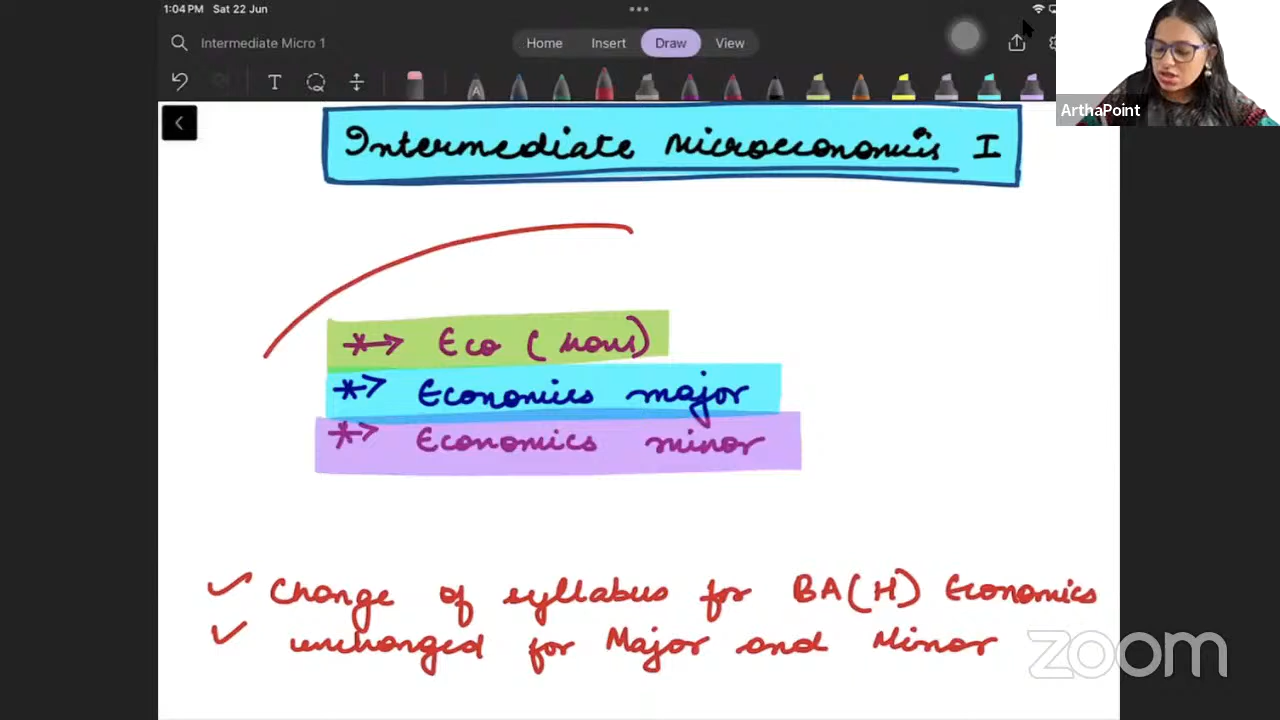 1:04 PM Sat 22 Jun
Intermediate Micro 1
Home Insert Draw View
ArthaPoint
Intermediate Microeconomics I
Eco (Hons)
Economics major
Economics minor
Change of syllabus for BA(H) Economics
unchanged for Major and Minor
zoom